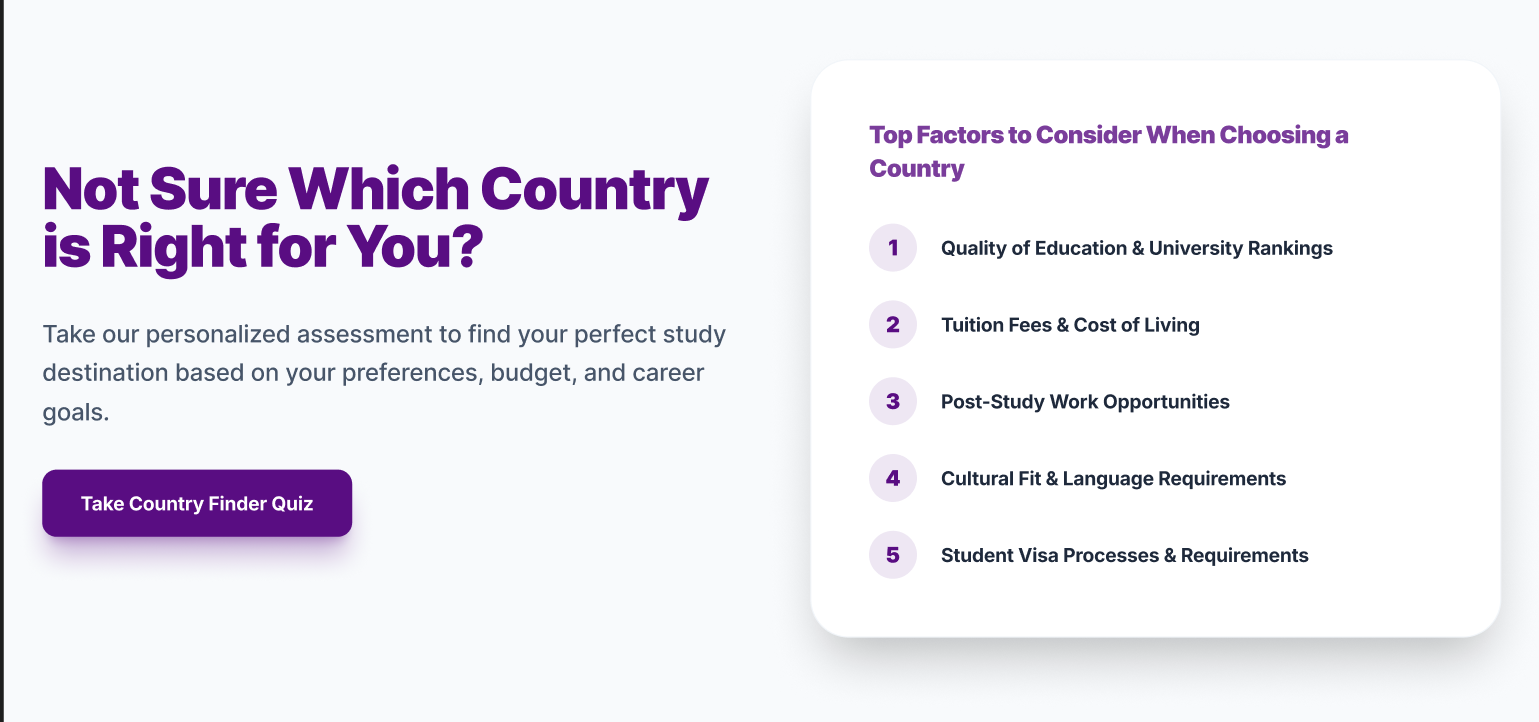 Not Sure Which Country
is Right for You?
Take our personalized assessment to find your perfect study
destination based on your preferences, budget, and career
goals.
Take Country Finder Quiz
Top Factors to Consider When Choosing a
Country
1 Quality of Education & University Rankings
2 Tuition Fees & Cost of Living
3 Post-Study Work Opportunities
4 Cultural Fit & Language Requirements
5 Student Visa Processes & Requirements